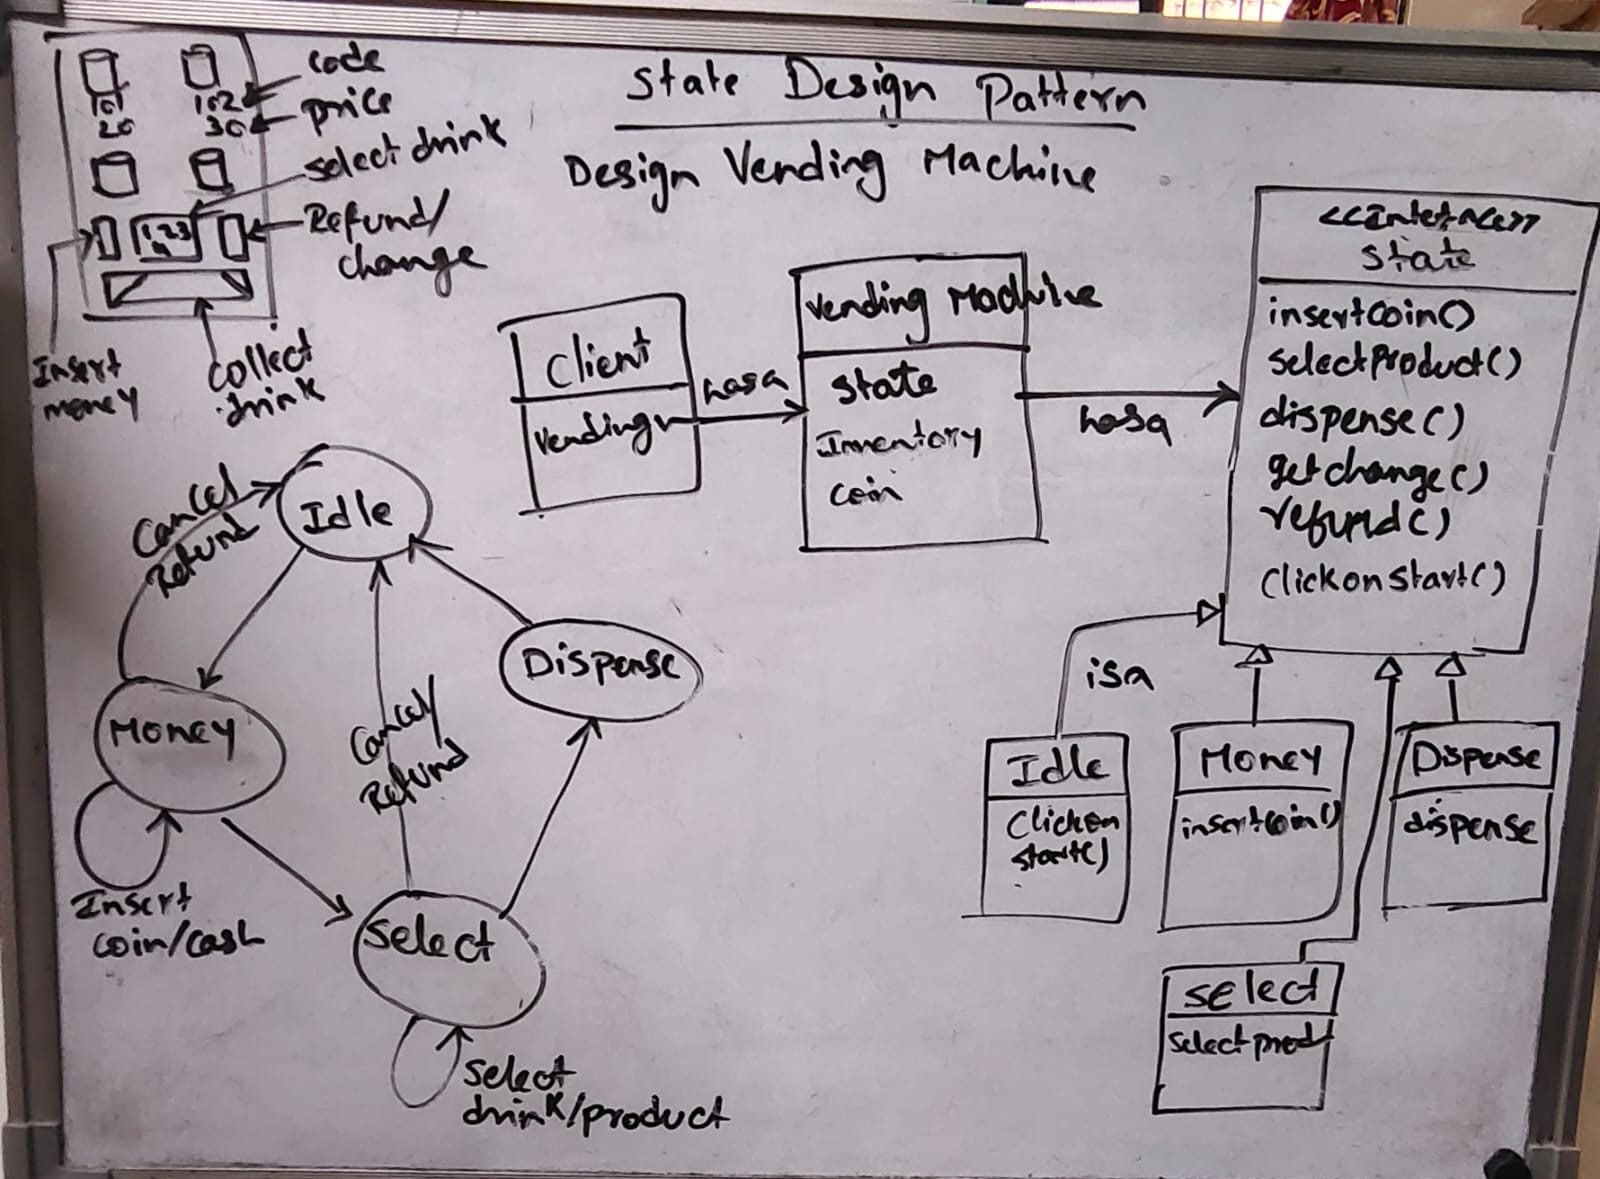 State Design Pattern
Design Vending Machine
101
20
102
30
code
price
select drink
Refund/
change
123
Insert
money
collect
drink
Client
Vending
hasa
Vending Machine
State
Inventory
Coin
hasa
<<Interface>>
State
insertcoin()
selectproduct()
dispense()
getchange()
refund()
clickonstart()
isa
Idle
Clickon
start()
Money
insertcoin()
Dispense
dispense
Select
Select prod
Idle
Cancel
Refund
Money
Insert
coin/cash
Cancel/
Refund
Dispense
Select
Select
drink/product